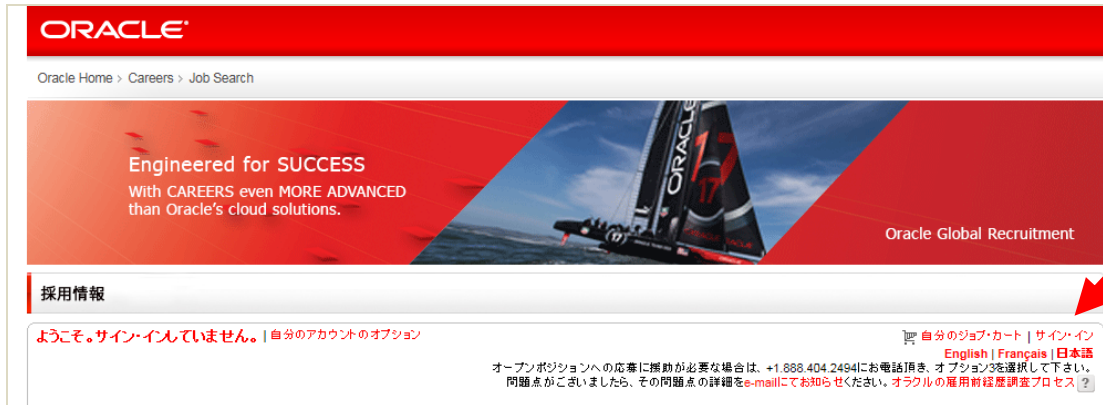 ORACLE
Oracle Home > Careers > Job Search
Engineered for SUCCESS
With CAREERS even MORE ADVANCED
than Oracle's cloud solutions.
ORACLE
17
17
Oracle Global Recruitment
採用情報
ようこそ。サイン・インしていません。 | 自分のアカウントのオプション
自分のジョブ・カート | サイン・イン
English | Français | 日本語
オープンポジションへの応募に援助が必要な場合は、+1.888.404.2494にお電話頂き、オプション3を選択して下さい。
問題点がございましたら、その問題点の詳細をe-mailにてお知らせください。オラクルの雇用前経歴調査プロセス ?